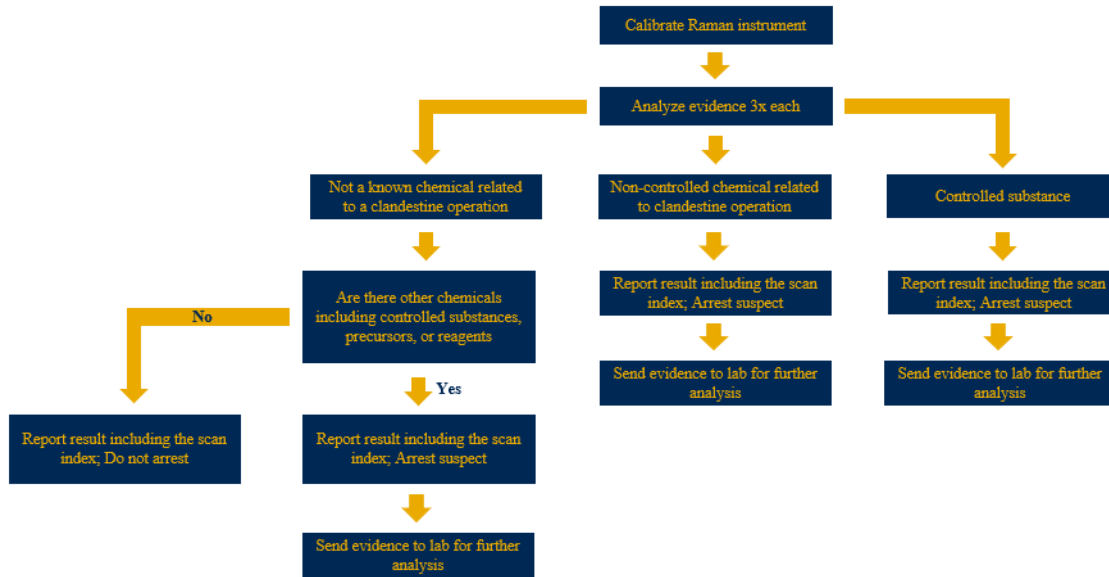 Calibrate Raman instrument
Analyze evidence 3x each
Not a known chemical related
to a clandestine operation
Non-controlled chemical related
to clandestine operation
Controlled substance
Are there other chemicals
including controlled substances,
precursors, or reagents
Report result including the scan
index; Arrest suspect
Report result including the scan
index; Arrest suspect
No
Yes
Send evidence to lab for further
analysis
Send evidence to lab for further
analysis
Report result including the scan
index; Do not arrest
Report result including the scan
index; Arrest suspect
Send evidence to lab for further
analysis